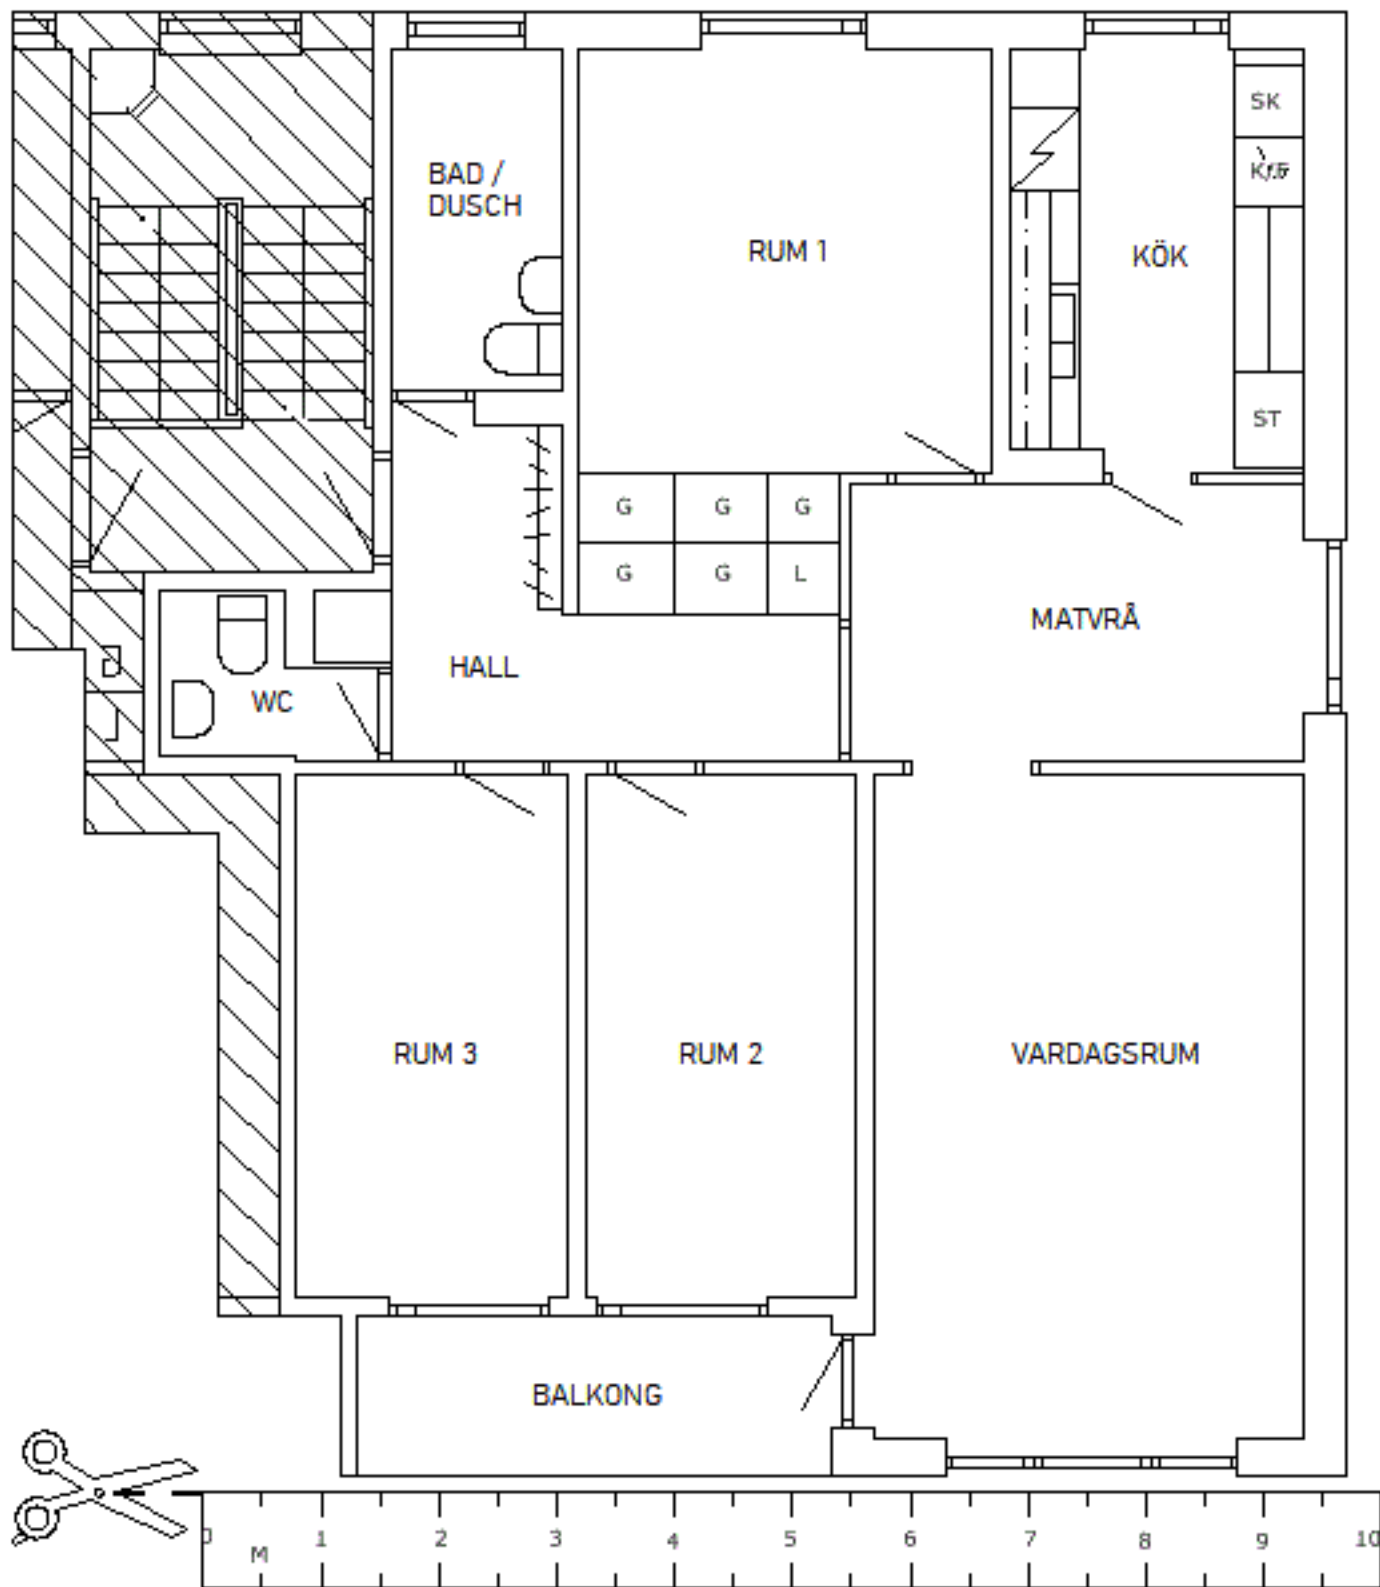 SK
BAD /
DUSCH
RUM 1
KÖK
ST
G G G
G G L
MATVRÅ
HALL
WC
RUM 3
RUM 2
VARDAGSRUM
BALKONG
0 1 2 3 4 5 6 7 8 9 10
M